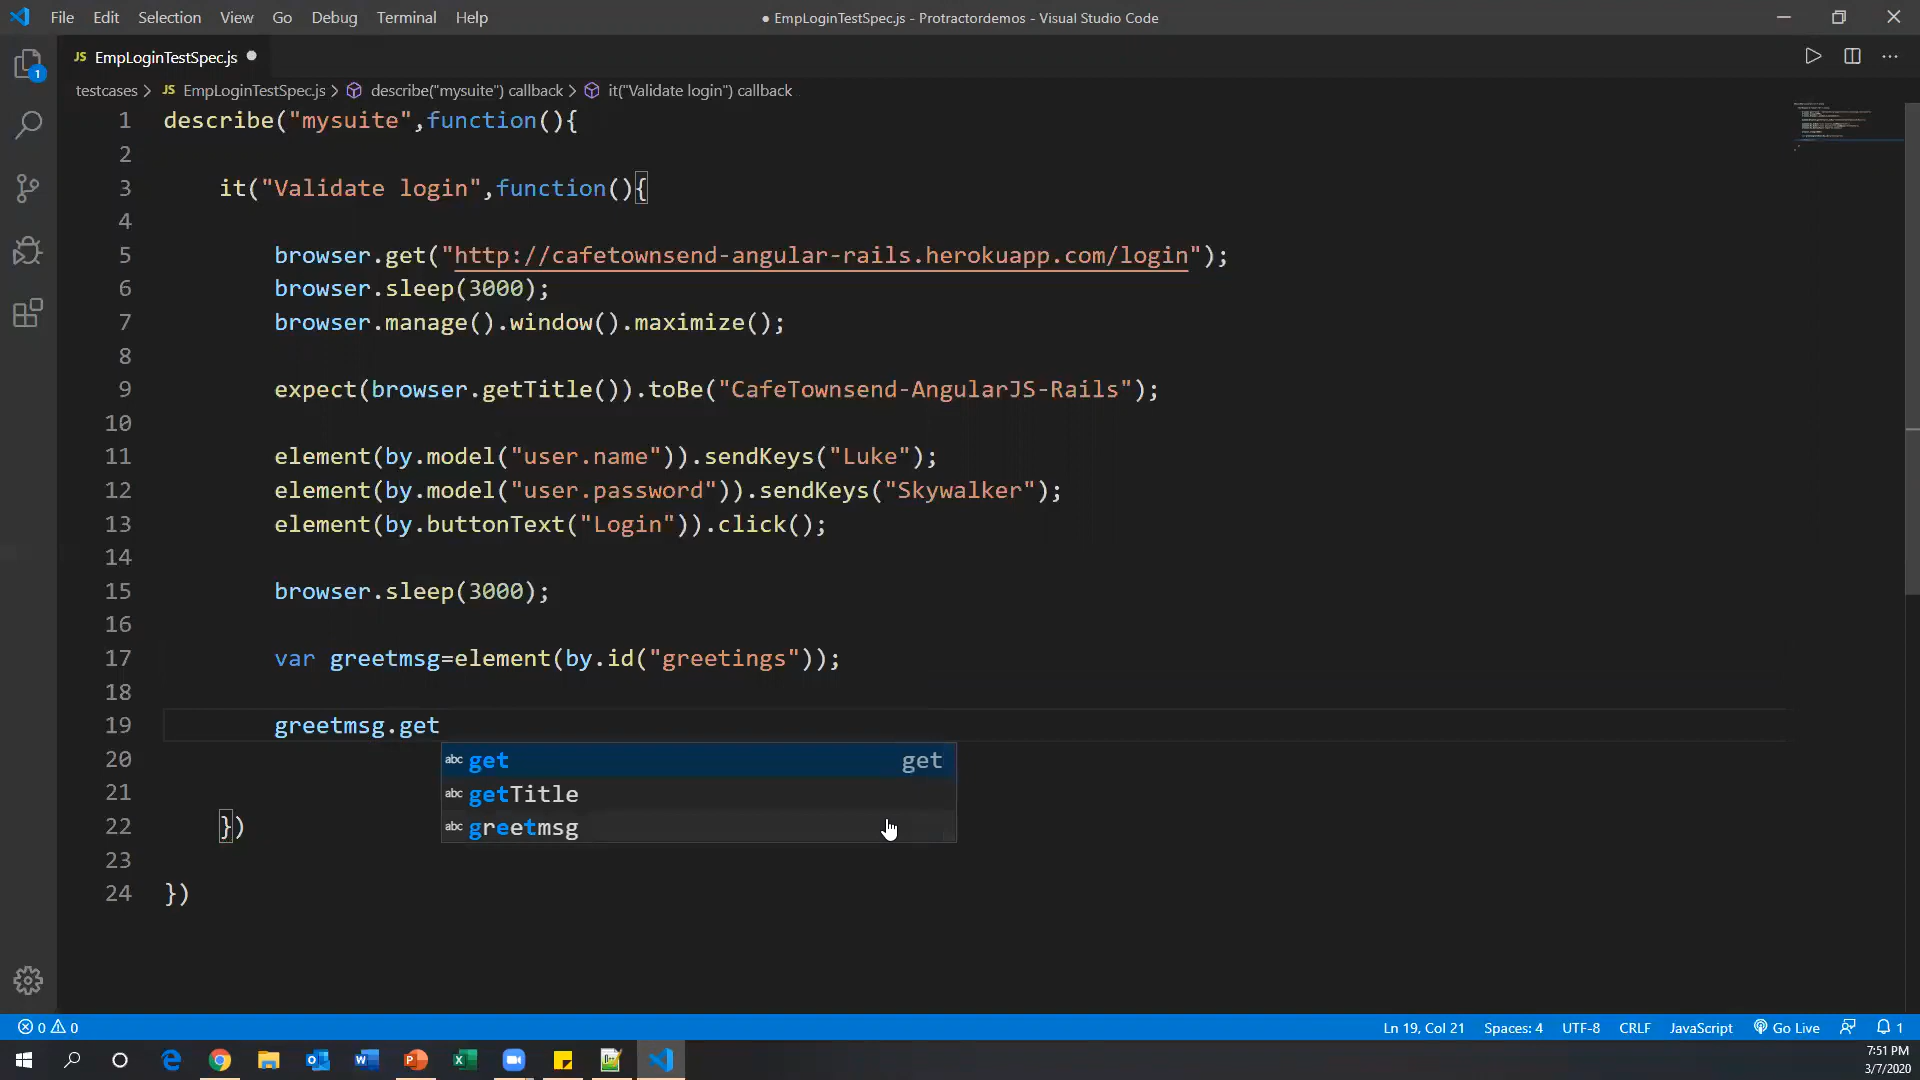 File Edit Selection View Go Debug Terminal Help
● EmpLoginTestSpec.js - Protractordemos - Visual Studio Code
JS EmpLoginTestSpec.js ●
testcases > JS EmpLoginTestSpec.js > describe("mysuite") callback > it("Validate login") callback
1 describe("mysuite",function(){
2
3 it("Validate login",function(){
4
5 browser.get("http://cafetownsend-angular-rails.herokuapp.com/login");
6 browser.sleep(3000);
7 browser.manage().window().maximize();
8
9 expect(browser.getTitle()).toBe("CafeTownsend-AngularJS-Rails");
10
11 element(by.model("user.name")).sendKeys("Luke");
12 element(by.model("user.password")).sendKeys("Skywalker");
13 element(by.buttonText("Login")).click();
14
15 browser.sleep(3000);
16
17 var greetmsg=element(by.id("greetings"));
18
19 greetmsg.get
20
abc get get
21
abc getTitle
22 })
abc greetmsg
23
24 })
1
0 0
Ln 19, Col 21 Spaces: 4 UTF-8 CRLF JavaScript Go Live 1
7:51 PM
3/7/2020